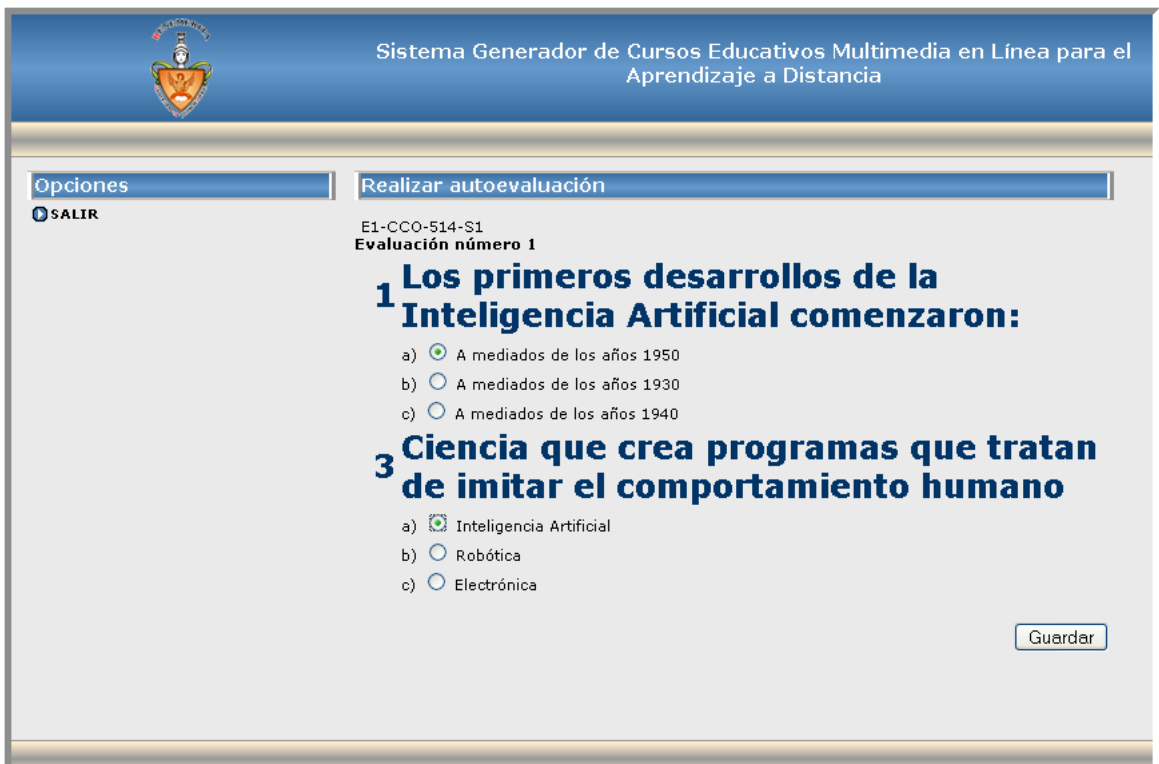 Sistema Generador de Cursos Educativos Multimedia en Línea para el
Aprendizaje a Distancia
Opciones
SALIR
Realizar autoevaluación
E1-CCO-514-S1
Evaluación número 1
1 Los primeros desarrollos de la
Inteligencia Artificial comenzaron:
a) A mediados de los años 1950
b) A mediados de los años 1930
c) A mediados de los años 1940
3 Ciencia que crea programas que tratan
de imitar el comportamiento humano
a) Inteligencia Artificial
b) Robótica
c) Electrónica
Guardar